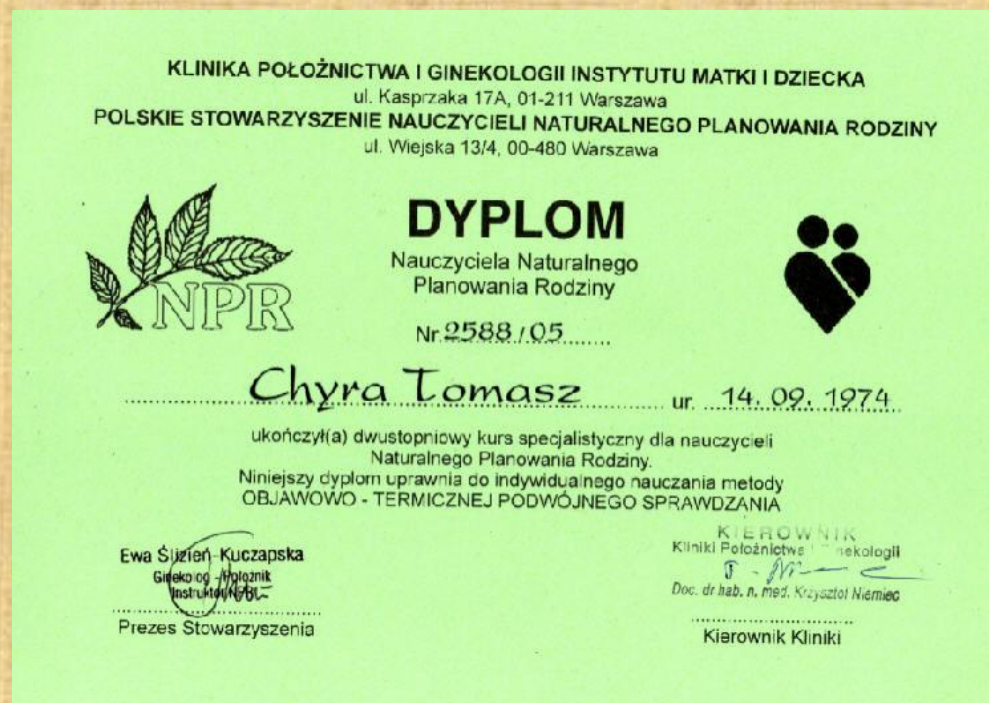 KLINIKA POŁOŻNICTWA I GINEKOLOGII INSTYTUTU MATKI I DZIECKA
ul. Kasprzaka 17A, 01-211 Warszawa
POLSKIE STOWARZYSZENIE NAUCZYCIELI NATURALNEGO PLANOWANIA RODZINY
ul. Wiejska 13/4, 00-480 Warszawa
NPR
DYPLOM
Nauczyciela Naturalnego
Planowania Rodziny
Nr 2588/05
Chyra Tomasz ur. 14. 09. 1974
ukończył(a) dwustopniowy kurs specjalistyczny dla nauczycieli
Naturalnego Planowania Rodziny.
Niniejszy dyplom uprawnia do indywidualnego nauczania metody
OBJAWOWO - TERMICZNEJ PODWÓJNEGO SPRAWDZANIA
Ewa Ślizień-Kuczapska
Ginekolog - Położnik
Instruktor
Prezes Stowarzyszenia
KIEROWNIK
Kliniki Położnictwa i Ginekologii
Doc. dr hab. n. med. Krzysztof Niemiec
Kierownik Kliniki